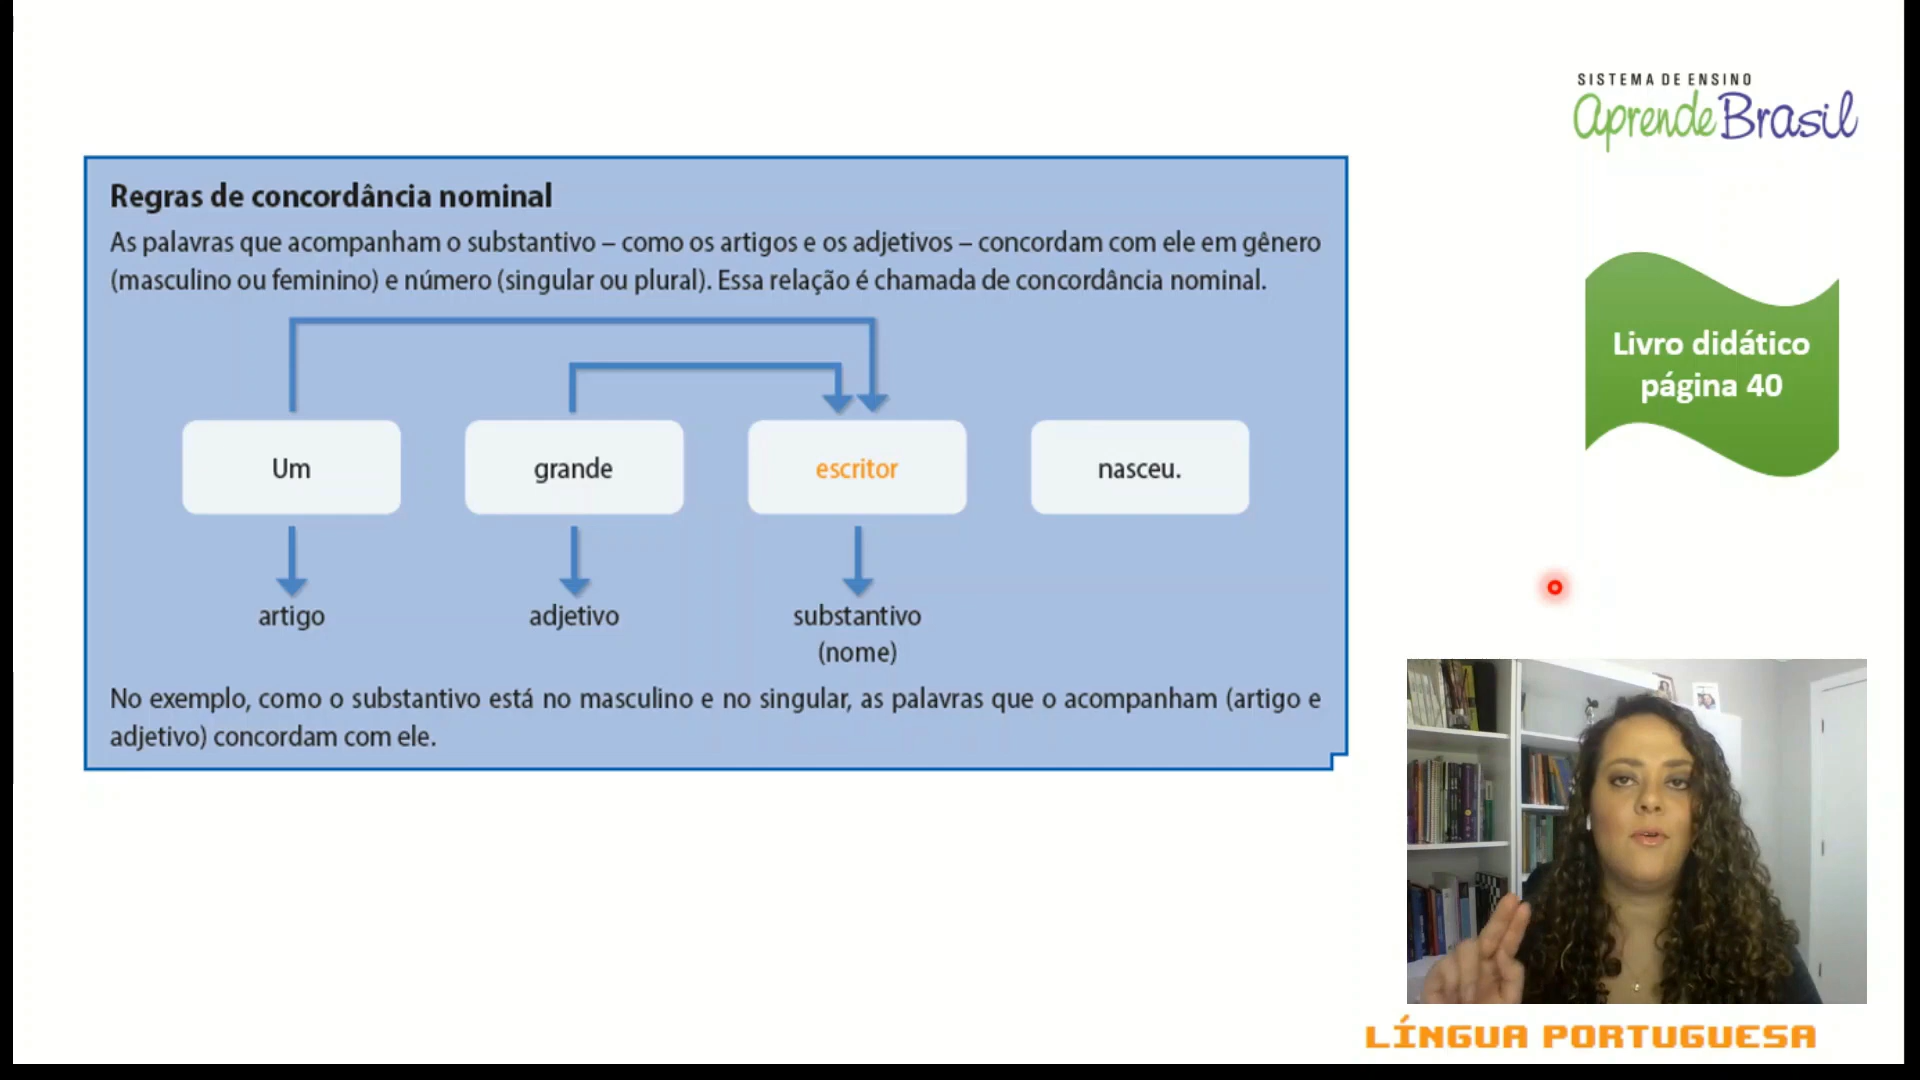 SISTEMA DE ENSINO
aprende Brasil
Regras de concordância nominal
As palavras que acompanham o substantivo – como os artigos e os adjetivos – concordam com ele em gênero
(masculino ou feminino) e número (singular ou plural). Essa relação é chamada de concordância nominal.
Livro didático
página 40
Um
grande
escritor
nasceu.
artigo
adjetivo
substantivo
(nome)
No exemplo, como o substantivo está no masculino e no singular, as palavras que o acompanham (artigo e
adjetivo) concordam com ele.
LÍNGUA PORTUGUESA